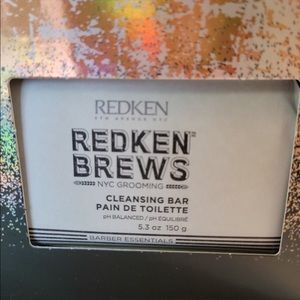 REDKEN
5TH AVENUE NYC
REDKEN™
BREWS
NYC GROOMING
CLEANSING BAR
PAIN DE TOILETTE
pH BALANCED / pH ÉQUILIBRÉ
5.3 oz 150 g
BARBER ESSENTIALS